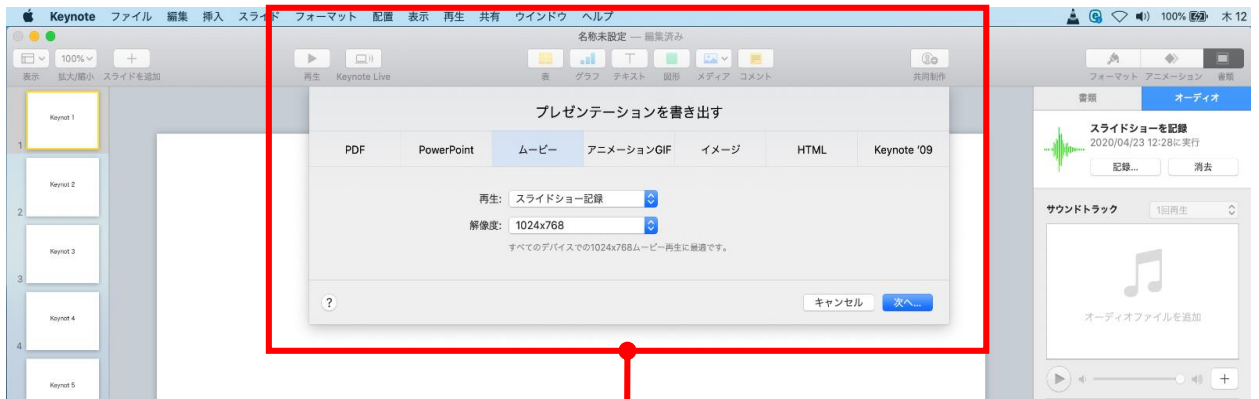 Keynote ファイル 編集 挿入 スライド フォーマット 配置 表示 再生 共有 ウインドウ ヘルプ 100% 木 12
名称未設定 — 編集済み
100%
表示 拡大/縮小 スライドを追加 再生 Keynote Live 表 グラフ テキスト 図形 メディア コメント 共同制作 フォーマット アニメーション 書類
プレゼンテーションを書き出す
PDF PowerPoint ムービー アニメーションGIF イメージ HTML Keynote '09
再生: スライドショー記録
解像度: 1024x768
すべてのデバイスでの1024x768ムービー再生に最適です。
? キャンセル 次へ...
Keynot 1
1
Keynot 2
2
Keynot 3
3
Keynot 4
4
Keynot 5
書類 オーディオ
スライドショーを記録
2020/04/23 12:28に実行
記録... 消去
サウンドトラック 1回再生
オーディオファイルを追加